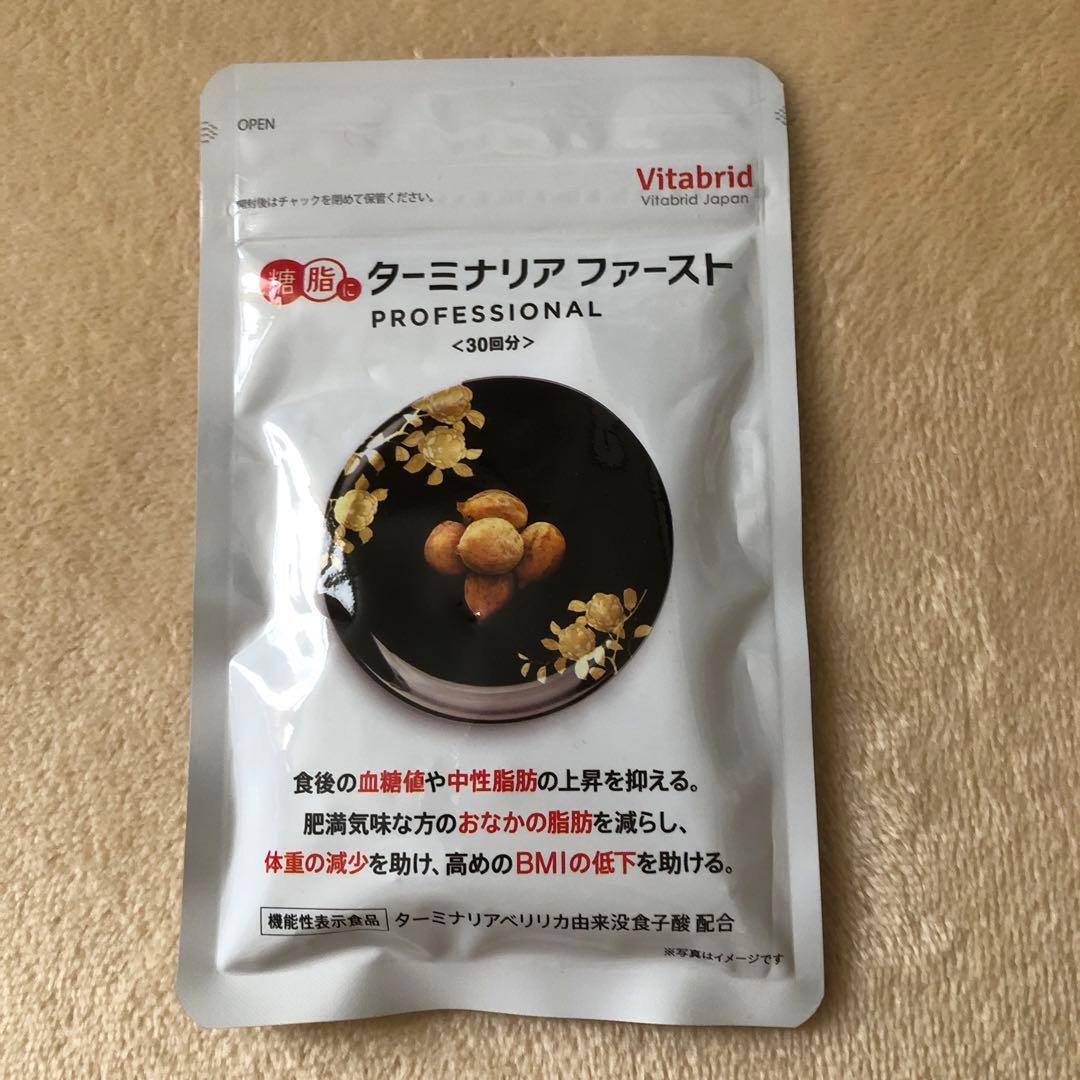 OPEN
Vitabrid
Vitabrid Japan
開封後はチャックを閉めて保管ください。
糖 脂 に ターミナリア ファースト
PROFESSIONAL
<30回分>
食後の血糖値や中性脂肪の上昇を抑える。
肥満気味な方のおなかの脂肪を減らし、
体重の減少を助け、高めのBMIの低下を助ける。
機能性表示食品 ターミナリアベリリカ由来没食子酸 配合
※写真はイメージです